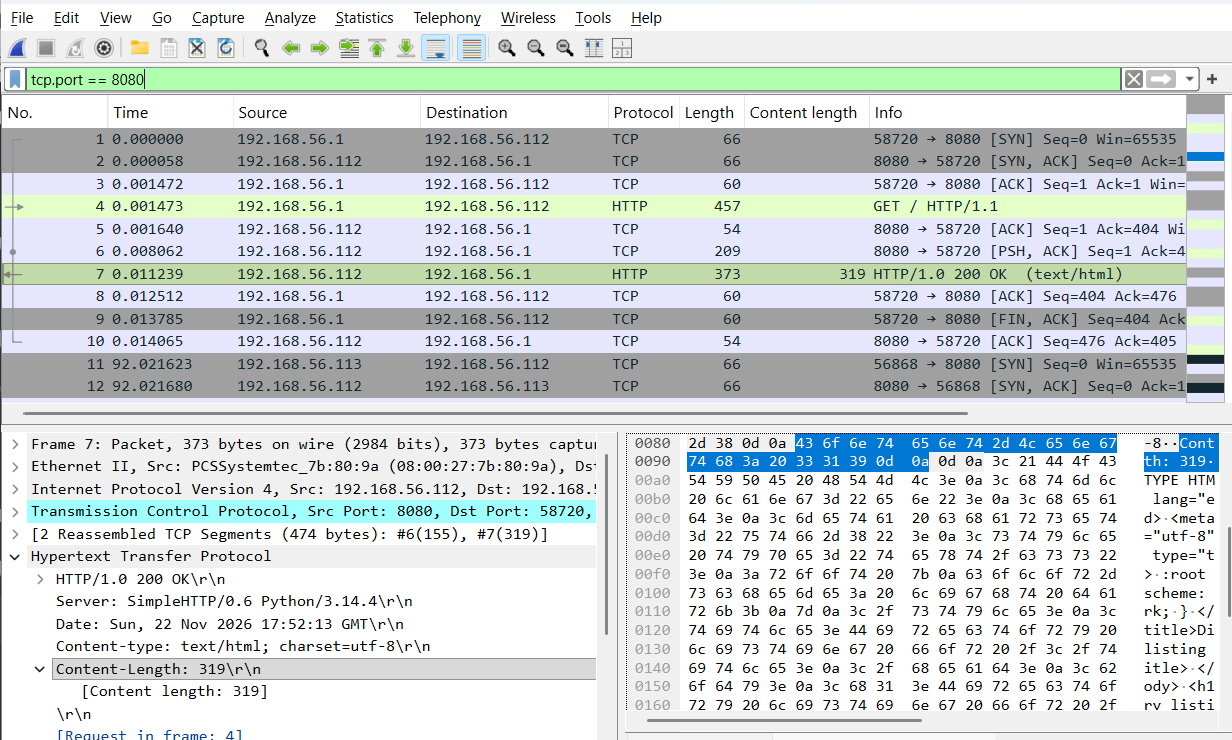 File Edit View Go Capture Analyze Statistics Telephony Wireless Tools Help
tcp.port == 8080
No. Time Source Destination Protocol Length Content length Info
1 0.000000 192.168.56.1 192.168.56.112 TCP 66 58720 → 8080 [SYN] Seq=0 Win=65535
2 0.000058 192.168.56.112 192.168.56.1 TCP 66 8080 → 58720 [SYN, ACK] Seq=0 Ack=1
3 0.001472 192.168.56.1 192.168.56.112 TCP 60 58720 → 8080 [ACK] Seq=1 Ack=1 Win=
4 0.001473 192.168.56.1 192.168.56.112 HTTP 457 GET / HTTP/1.1
5 0.001640 192.168.56.112 192.168.56.1 TCP 54 8080 → 58720 [ACK] Seq=1 Ack=404 Wi
6 0.008062 192.168.56.112 192.168.56.1 TCP 209 8080 → 58720 [PSH, ACK] Seq=1 Ack=4
7 0.011239 192.168.56.112 192.168.56.1 HTTP 373 319 HTTP/1.0 200 OK  (text/html)
8 0.012512 192.168.56.1 192.168.56.112 TCP 60 58720 → 8080 [ACK] Seq=404 Ack=476
9 0.013785 192.168.56.1 192.168.56.112 TCP 60 58720 → 8080 [FIN, ACK] Seq=404 Ack
10 0.014065 192.168.56.112 192.168.56.1 TCP 54 8080 → 58720 [ACK] Seq=476 Ack=405
11 92.021623 192.168.56.113 192.168.56.112 TCP 66 56868 → 8080 [SYN] Seq=0 Win=65535
12 92.021680 192.168.56.112 192.168.56.113 TCP 66 8080 → 56868 [SYN, ACK] Seq=0 Ack=1
Frame 7: Packet, 373 bytes on wire (2984 bits), 373 bytes captur
Ethernet II, Src: PCSSystemtec_7b:80:9a (08:00:27:7b:80:9a), Dst
Internet Protocol Version 4, Src: 192.168.56.112, Dst: 192.168.5
Transmission Control Protocol, Src Port: 8080, Dst Port: 58720,
[2 Reassembled TCP Segments (474 bytes): #6(155), #7(319)]
Hypertext Transfer Protocol
HTTP/1.0 200 OK\r\n
Server: SimpleHTTP/0.6 Python/3.14.4\r\n
Date: Sun, 22 Nov 2026 17:52:13 GMT\r\n
Content-type: text/html; charset=utf-8\r\n
Content-Length: 319\r\n
[Content length: 319]
\r\n
[Request in frame: 4]
0080 2d 38 0d 0a 43 6f 6e 74 65 6e 74 2d 4c 65 6e 67 -8··Cont
0090 74 68 3a 20 33 31 39 0d 0a 0d 0a 3c 21 44 4f 43 th: 319·
00a0 54 59 50 45 20 48 54 4d 4c 3e 0a 3c 68 74 6d 6c TYPE HTM
00b0 20 6c 61 6e 67 3d 22 65 6e 22 3e 0a 3c 68 65 61 lang="e
00c0 64 3e 0a 3c 6d 65 74 61 20 63 68 61 72 73 65 74 d>·<meta
00d0 3d 22 75 74 66 2d 38 22 3e 0a 3c 73 74 79 6c 65 ="utf-8"
00e0 20 74 79 70 65 3d 22 74 65 78 74 2f 63 73 73 22 type="t
00f0 3e 0a 3a 72 6f 6f 74 20 7b 0a 63 6f 6c 6f 72 2d >·:root
0100 73 63 68 65 6d 65 3a 20 6c 69 67 68 74 20 64 61 scheme:
0110 72 6b 3b 0a 7d 0a 3c 2f 73 74 79 6c 65 3e 0a 3c rk;·}·</
0120 74 69 74 6c 65 3e 44 69 72 65 63 74 6f 72 79 20 title>Di
0130 6c 69 73 74 69 6e 67 20 66 6f 72 20 2f 3c 2f 74 listing
0140 69 74 6c 65 3e 0a 3c 2f 68 65 61 64 3e 0a 3c 62 itle>·</
0150 6f 64 79 3e 0a 3c 68 31 3e 44 69 72 65 63 74 6f ody>·<h1
0160 72 79 20 6c 69 73 74 69 6e 67 20 66 6f 72 20 2f ry listi